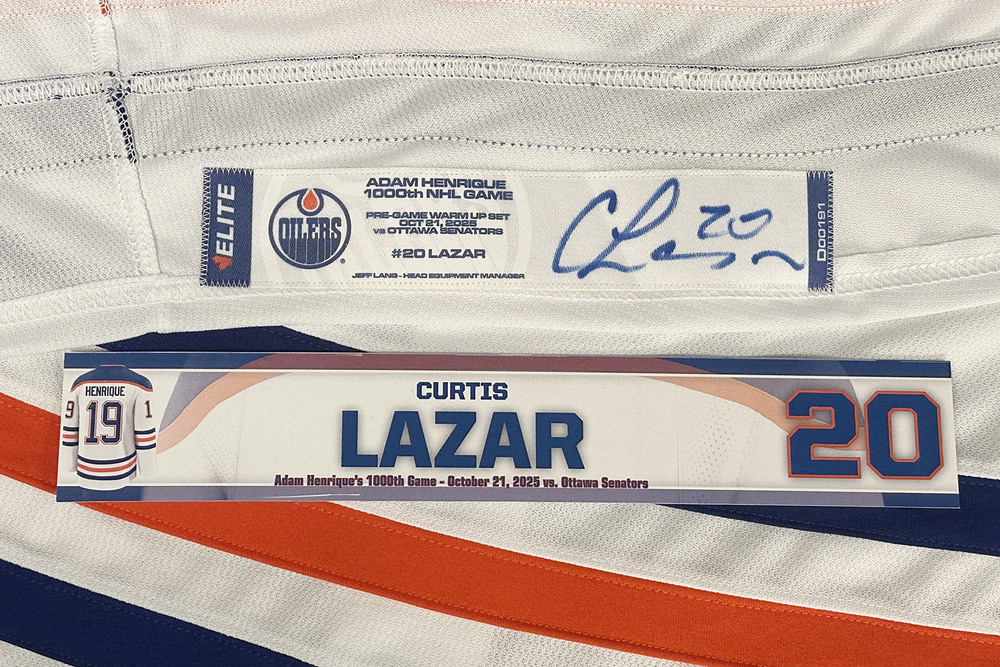 ELITE
OILERS
ADAM HENRIQUE
1000th NHL GAME
PRE-GAME WARM UP SET
OCT 21, 2025
vs OTTAWA SENATORS
#20 LAZAR
JEFF LANG - HEAD EQUIPMENT MANAGER
20
D00191
HENRIQUE
9 19 1
CURTIS
LAZAR
20
Adam Henrique's 1000th Game - October 21, 2025 vs. Ottawa Senators